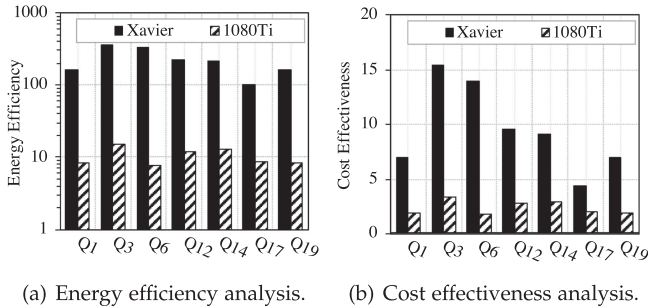 Xavier 1080Ti
1000
100
10
1
Energy Efficiency
Q1 Q3 Q6 Q12 Q14 Q17 Q19
(a) Energy efficiency analysis.
Xavier 1080Ti
20
15
10
5
0
Cost Effectiveness
Q1 Q3 Q6 Q12 Q14 Q17 Q19
(b) Cost effectiveness analysis.